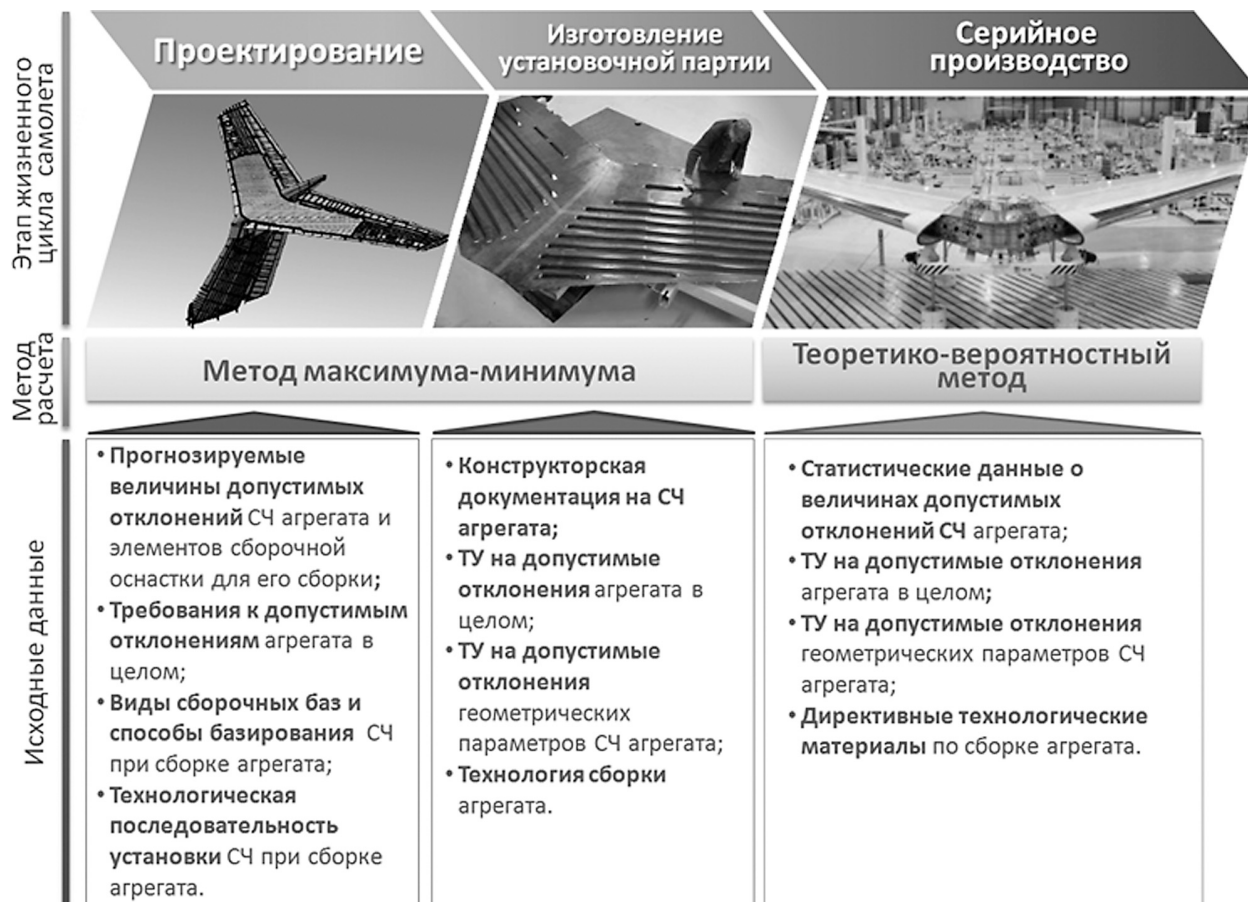 Этап жизненного
цикла самолета
Проектирование
Изготовление
установочной партии
Серийное
производство
Метод
расчета
Метод максимума-минимума
Теоретико-вероятностный
метод
Исходные данные
• Прогнозируемые
величины допустимых
отклонений СЧ агрегата и
элементов сборочной
оснастки для его сборки;
• Требования к допустимым
отклонениям агрегата в
целом;
• Виды сборочных баз и
способы базирования СЧ
при сборке агрегата;
• Технологическая
последовательность
установки СЧ при сборке
агрегата.
• Конструкторская
документация на СЧ
агрегата;
• ТУ на допустимые
отклонения агрегата в
целом;
• ТУ на допустимые
отклонения
геометрических
параметров СЧ агрегата;
• Технология сборки
агрегата.
• Статистические данные о
величинах допустимых
отклонений СЧ агрегата;
• ТУ на допустимые отклонения
агрегата в целом;
• ТУ на допустимые отклонения
геометрических параметров СЧ
агрегата;
• Директивные технологические
материалы по сборке агрегата.